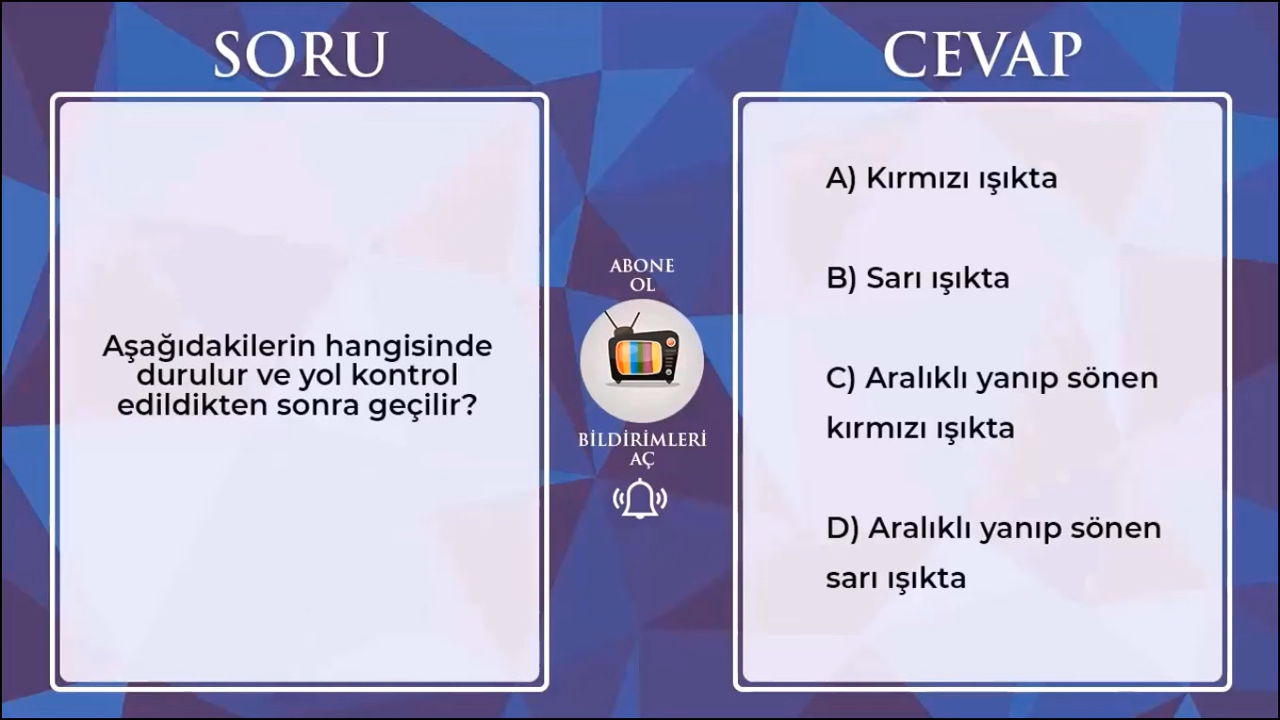 SORU
Aşağıdakilerin hangisinde
durulur ve yol kontrol
edildikten sonra geçilir?
ABONE
OL
BİLDİRİMLERİ
AÇ
CEVAP
A) Kırmızı ışıkta
B) Sarı ışıkta
C) Aralıklı yanıp sönen
kırmızı ışıkta
D) Aralıklı yanıp sönen
sarı ışıkta